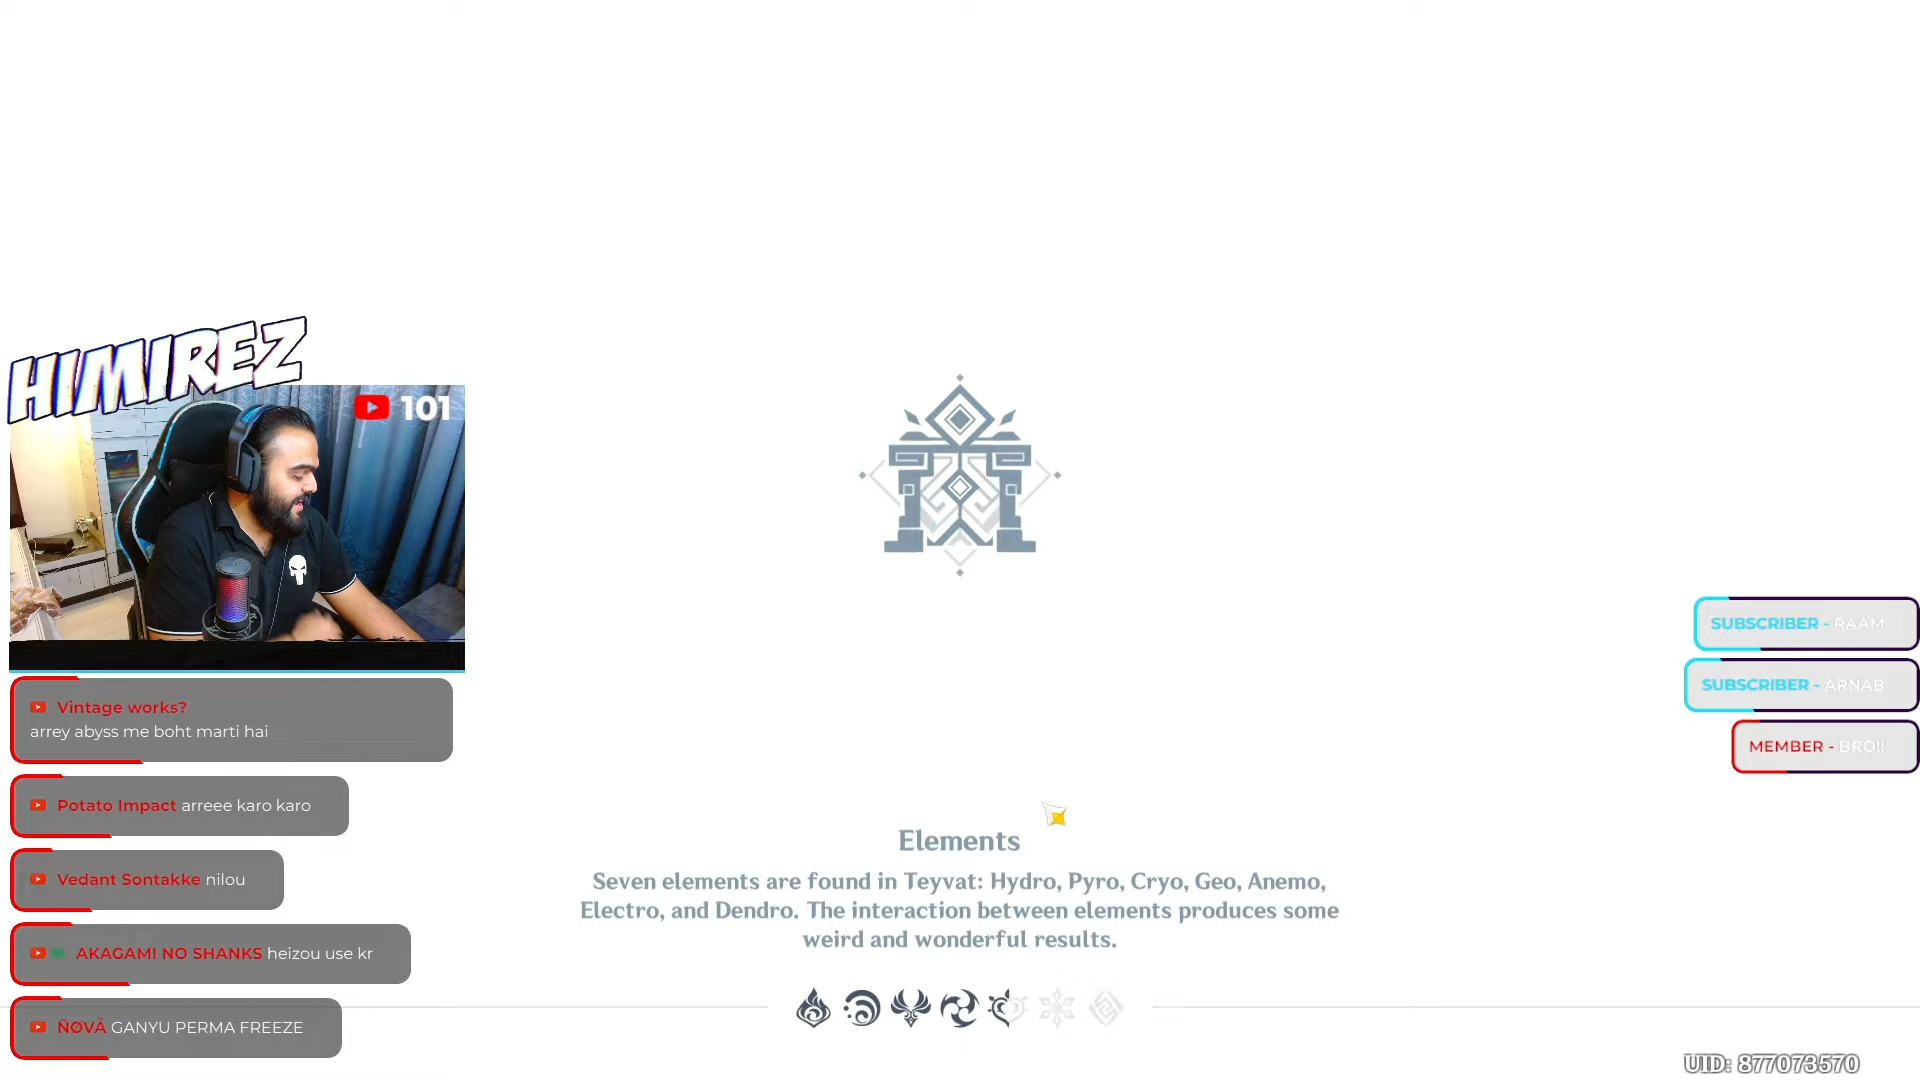 HIMIREZ
101
Vintage works?
arrey abyss me boht marti hai
Potato Impact arreee karo karo
Vedant Sontakke nilou
AKAGAMI NO SHANKS heizou use kr
ÑØVÅ GANYU PERMA FREEZE
Elements
Seven elements are found in Teyvat: Hydro, Pyro, Cryo, Geo, Anemo,
Electro, and Dendro. The interaction between elements produces some
weird and wonderful results.
SUBSCRIBER - RAAM
SUBSCRIBER - ARNAB
MEMBER - BRO!!
UID: 877073570